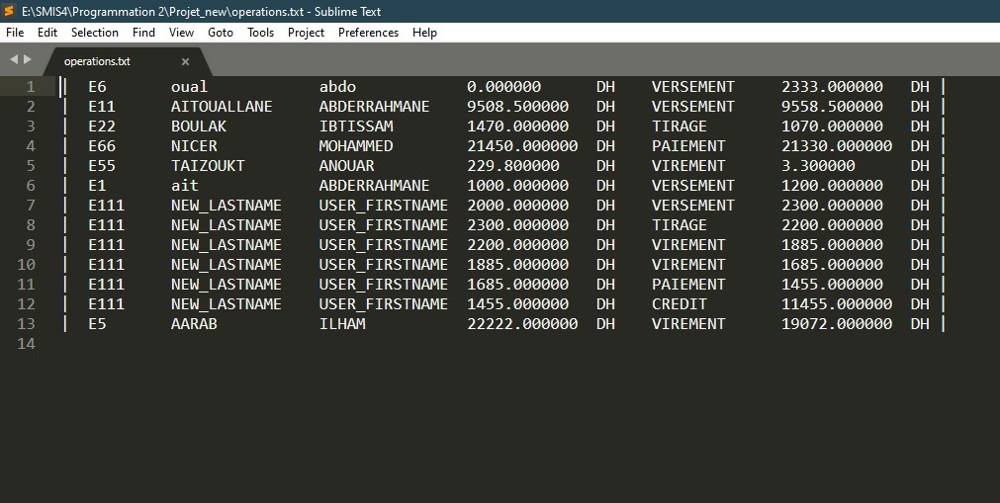 E:\SMIS4\Programmation 2\Projet_new\operations.txt - Sublime Text
File Edit Selection Find View Goto Tools Project Preferences Help
operations.txt ×
1 | E6 oual abdo 0.000000 DH VERSEMENT 2333.000000 DH |
2 | E11 AITOUALLANE ABDERRAHMANE 9508.500000 DH VERSEMENT 9558.500000 DH |
3 | E22 BOULAK IBTISSAM 1470.000000 DH TIRAGE 1070.000000 DH |
4 | E66 NICER MOHAMMED 21450.000000 DH PAIEMENT 21330.000000 DH |
5 | E55 TAIZOUKT ANOUAR 229.800000 DH VIREMENT 3.300000 DH |
6 | E1 ait ABDERRAHMANE 1000.000000 DH VERSEMENT 1200.000000 DH |
7 | E111 NEW_LASTNAME USER_FIRSTNAME 2000.000000 DH VERSEMENT 2300.000000 DH |
8 | E111 NEW_LASTNAME USER_FIRSTNAME 2300.000000 DH TIRAGE 2200.000000 DH |
9 | E111 NEW_LASTNAME USER_FIRSTNAME 2200.000000 DH VIREMENT 1885.000000 DH |
10 | E111 NEW_LASTNAME USER_FIRSTNAME 1885.000000 DH VIREMENT 1685.000000 DH |
11 | E111 NEW_LASTNAME USER_FIRSTNAME 1685.000000 DH PAIEMENT 1455.000000 DH |
12 | E111 NEW_LASTNAME USER_FIRSTNAME 1455.000000 DH CREDIT 11455.000000 DH |
13 | E5 AARAB ILHAM 22222.000000 DH VIREMENT 19072.000000 DH |
14